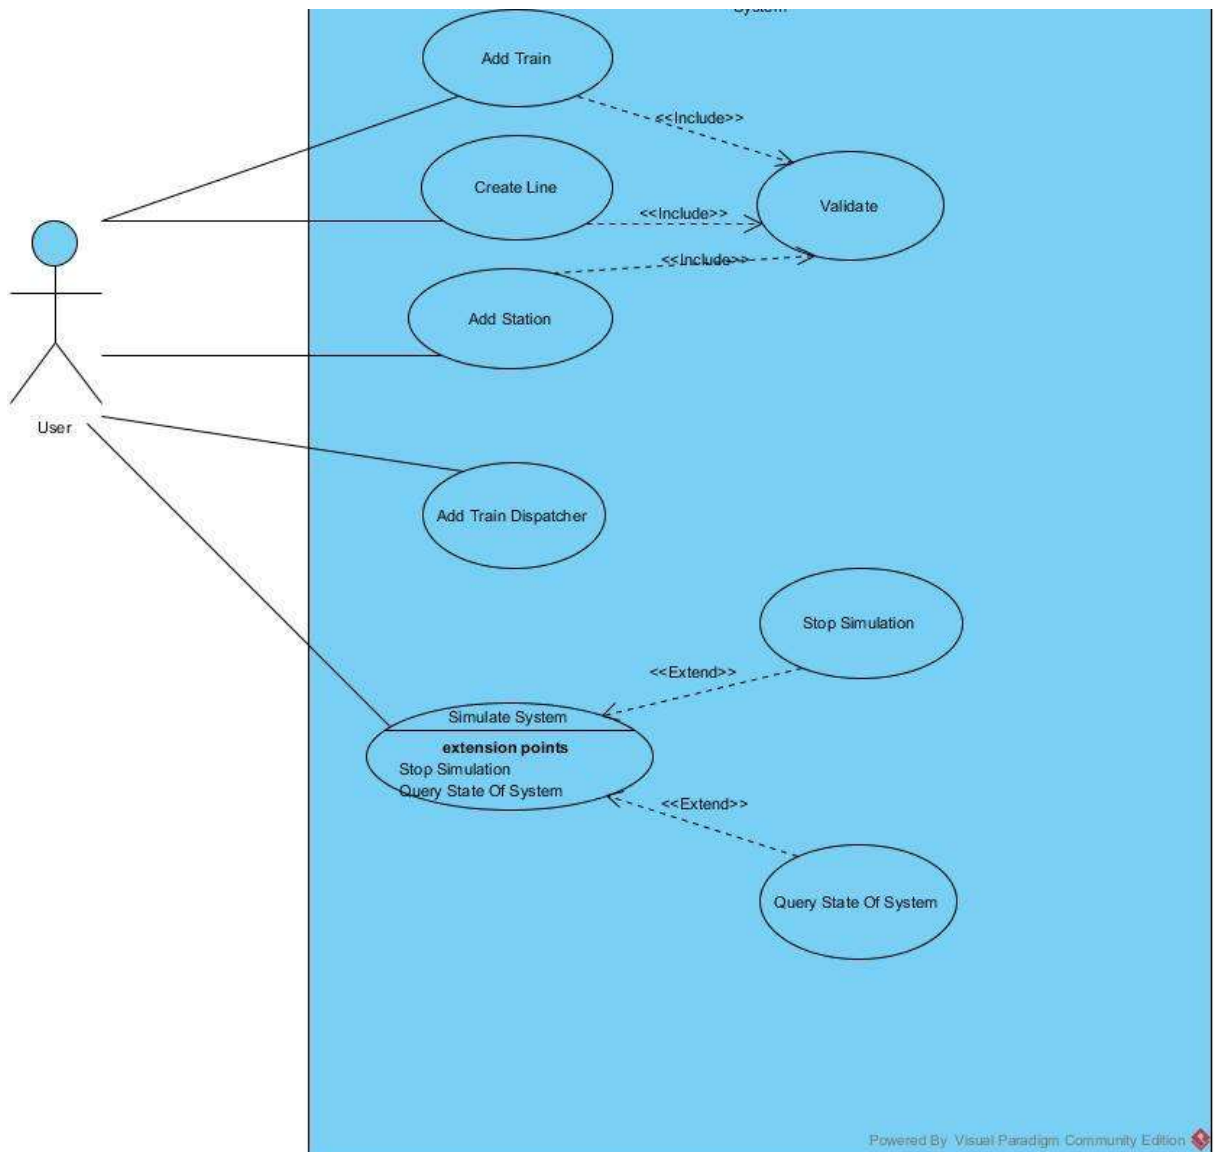 System
Add Train
<<Include>>
Create Line
<<Include>>
Validate
<<Include>>
Add Station
User
Add Train Dispatcher
Stop Simulation
<<Extend>>
Simulate System
extension points
Stop Simulation
Query State Of System
<<Extend>>
Query State Of System
Powered By Visual Paradigm Community Edition